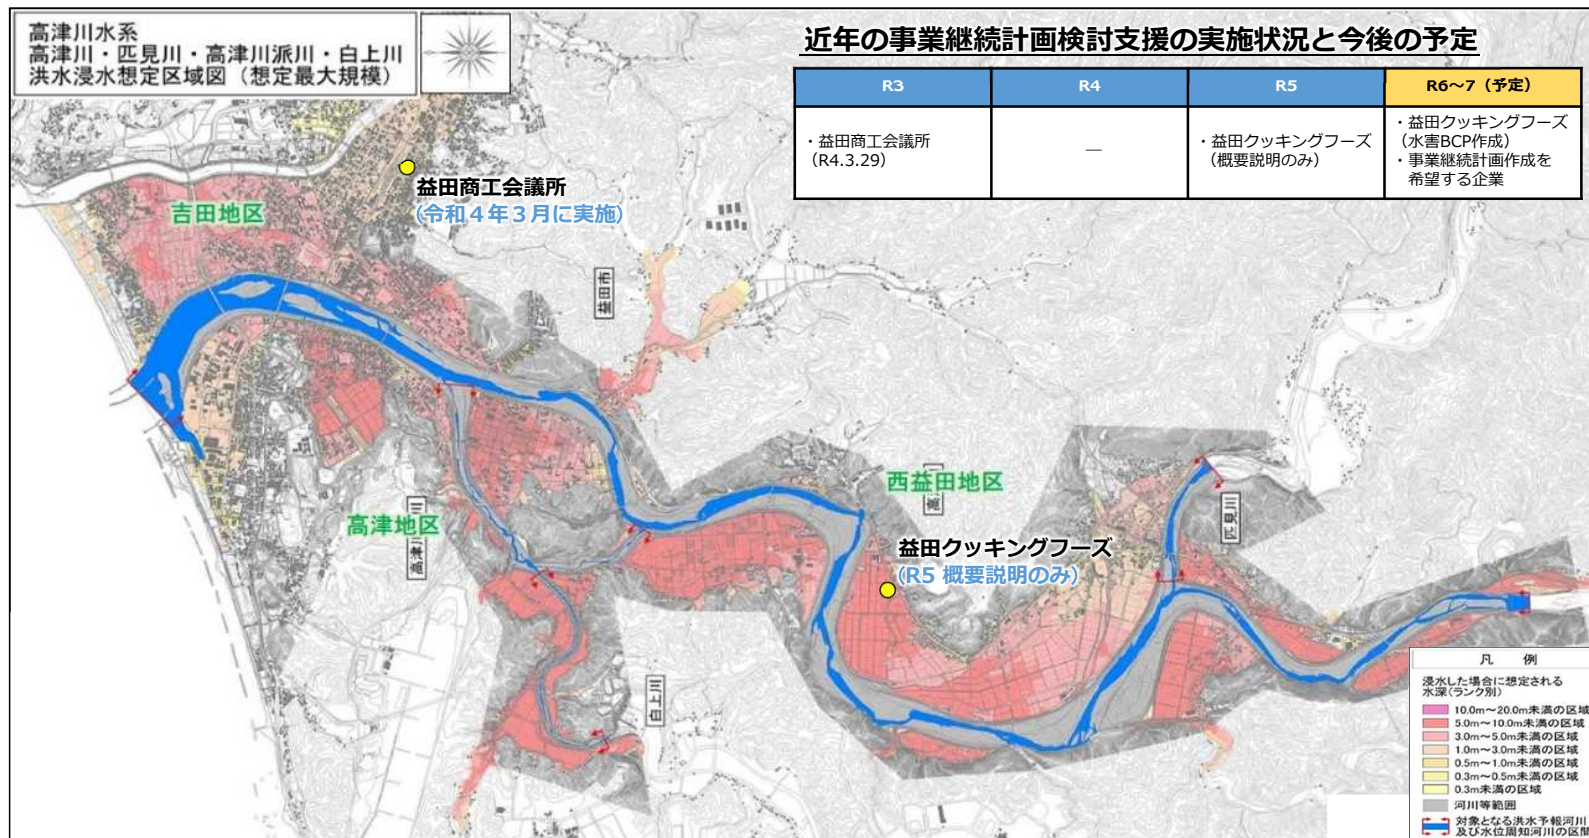 高津川水系
高津川・匹見川・高津川派川・白上川
洪水浸水想定区域図（想定最大規模）
近年の事業継続計画検討支援の実施状況と今後の予定
R3
R4
R5
R6～7（予定）
・益田商工会議所
（R4.3.29）
―
・益田クッキングフーズ
（概要説明のみ）
・益田クッキングフーズ
（水害BCP作成）
・事業継続計画作成を
希望する企業
益田商工会議所
（令和４年３月に実施）
吉田地区
益田市
西益田地区
高津地区
匹見川
益田クッキングフーズ
（R5 概要説明のみ）
白上川
凡 例
浸水した場合に想定される
水深(ランク別)
10.0m～20.0m未満の区域
5.0m～10.0m未満の区域
3.0m～5.0m未満の区域
1.0m～3.0m未満の区域
0.5m～1.0m未満の区域
0.3m～0.5m未満の区域
0.3m未満の区域
河川等範囲
対象となる洪水予報河川
及び水位周知河川の区間